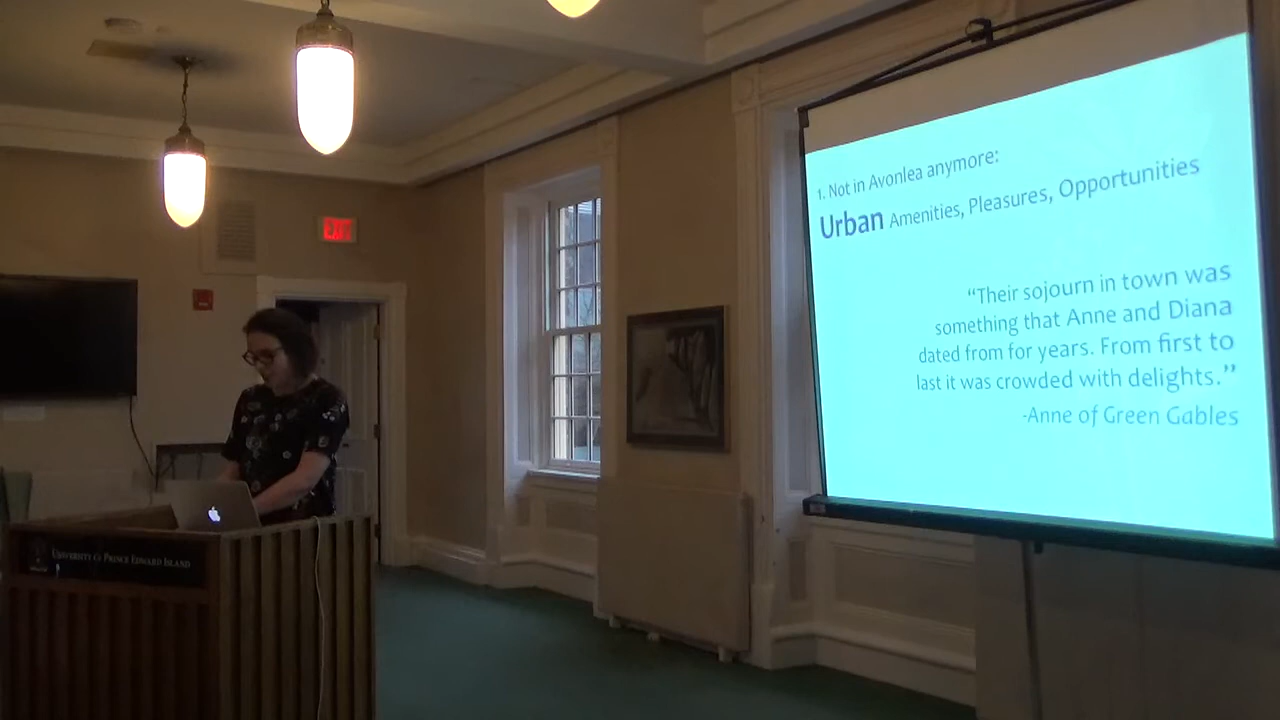 EXIT
1. Not in Avonlea anymore:
Urban Amenities, Pleasures, Opportunities
“Their sojourn in town was
something that Anne and Diana
dated from for years. From first to
last it was crowded with delights.”
-Anne of Green Gables
UNIVERSITY OF PRINCE EDWARD ISLAND